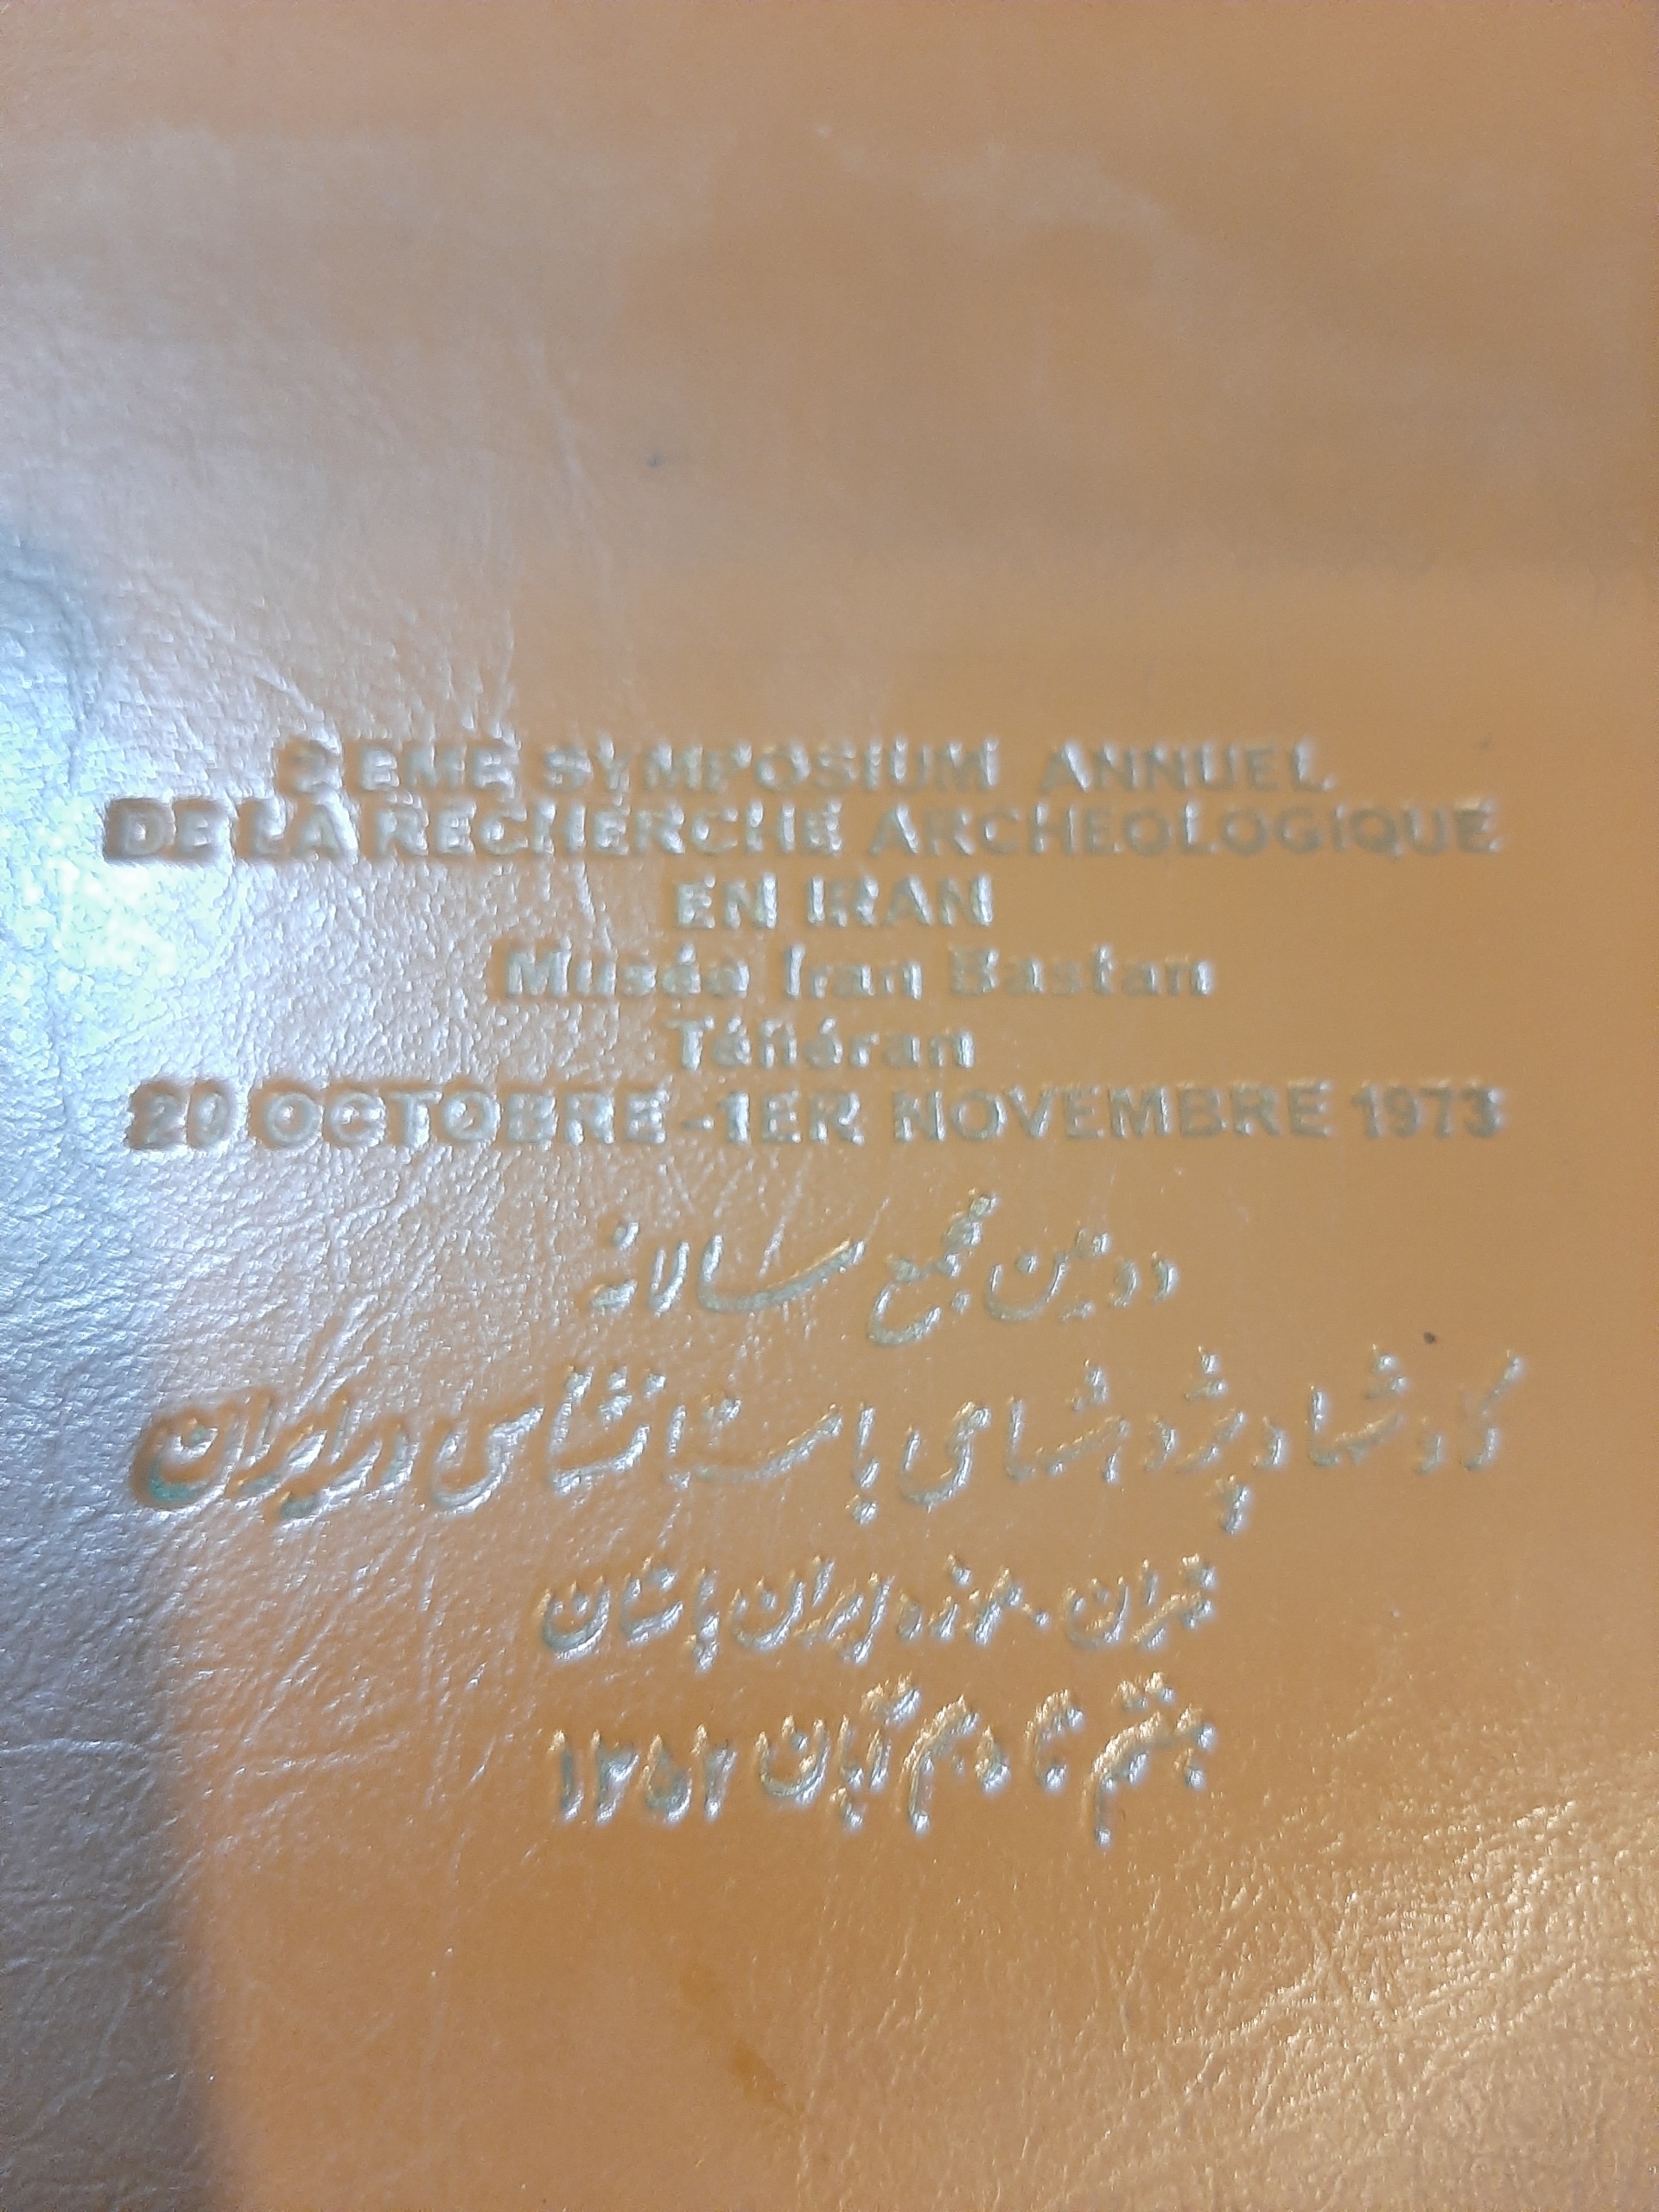 2 EME SYMPOSIUM ANNUEL
DE LA RECHERCHE ARCHEOLOGIQUE
EN IRAN
Musée Iran Bastan
Téhéran
29 OCTOBRE -1ER NOVEMBRE 1973
دومین مجمع سالانه
کاوشها و پژوهشهای باستانشناسی در ایران
تهران . موزه ایران باستان
هفتم تا دهم آبان ۱۳۵۲